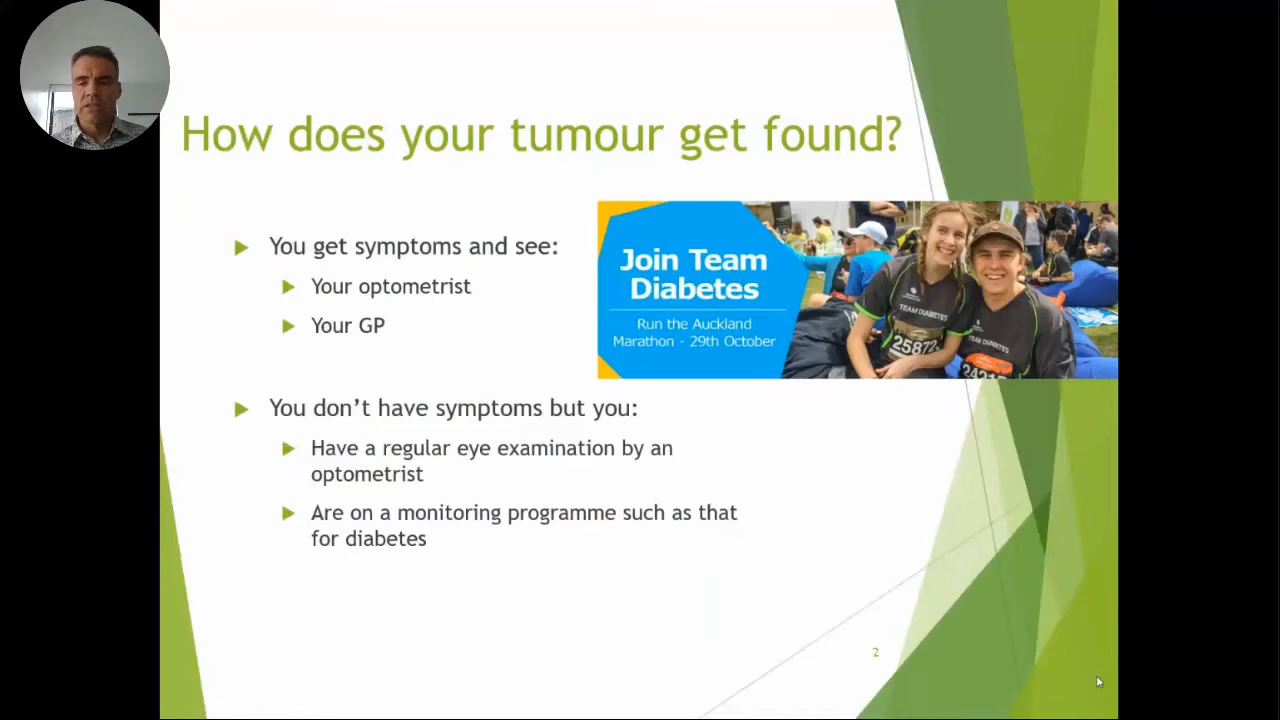 How does your tumour get found?
You get symptoms and see:
Your optometrist
Your GP
Join Team
Diabetes
Run the Auckland
Marathon - 29th October
TEAM DIABETES
25872
TEAM DIABETES
You don't have symptoms but you:
Have a regular eye examination by an
optometrist
Are on a monitoring programme such as that
for diabetes
2